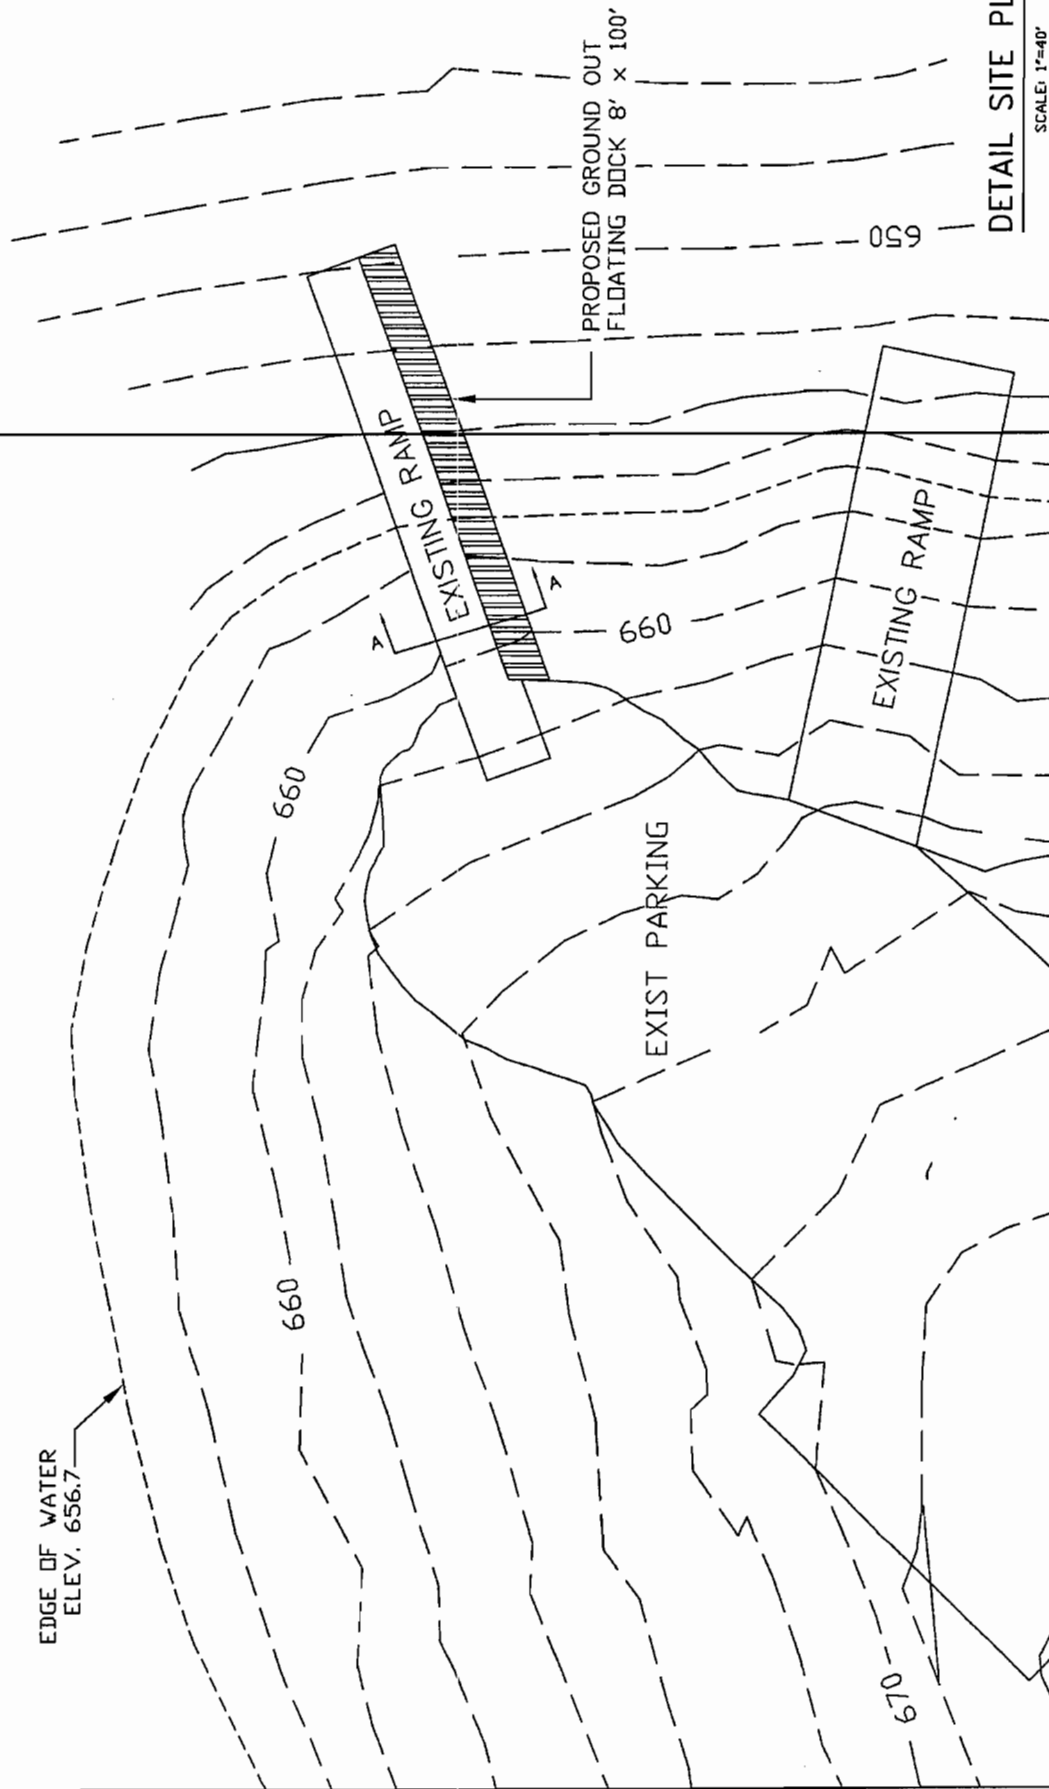 EDGE OF WATER
ELEV. 656.7
660
660
670
EXISTING RAMP
A
A
660
PROPOSED GROUND OUT
FLOATING DOCK 8' x 100'
650
EXISTING RAMP
EXIST PARKING
DETAIL SITE PL
SCALE: 1"=40'